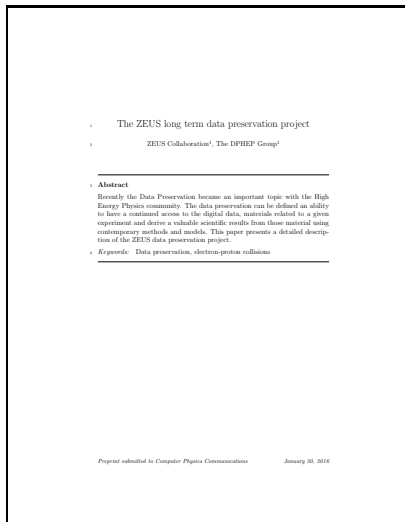 1 The ZEUS long term data preservation project
2 ZEUS Collaboration¹, The DPHEP Group²
3 Abstract
Recently the Data Preservation became an important topic with the High
Energy Physics community. The data preservation can be defined an ability
to have a continued access to the digital data, materials related to a given
experiment and derive a valuable scientific results from those material using
contemporary methods and models. This paper presents a detailed descrip-
tion of the ZEUS data preservation project.
4 Keywords: Data preservation, electron-proton collisions
Preprint submitted to Computer Physics Communications January 20, 2016